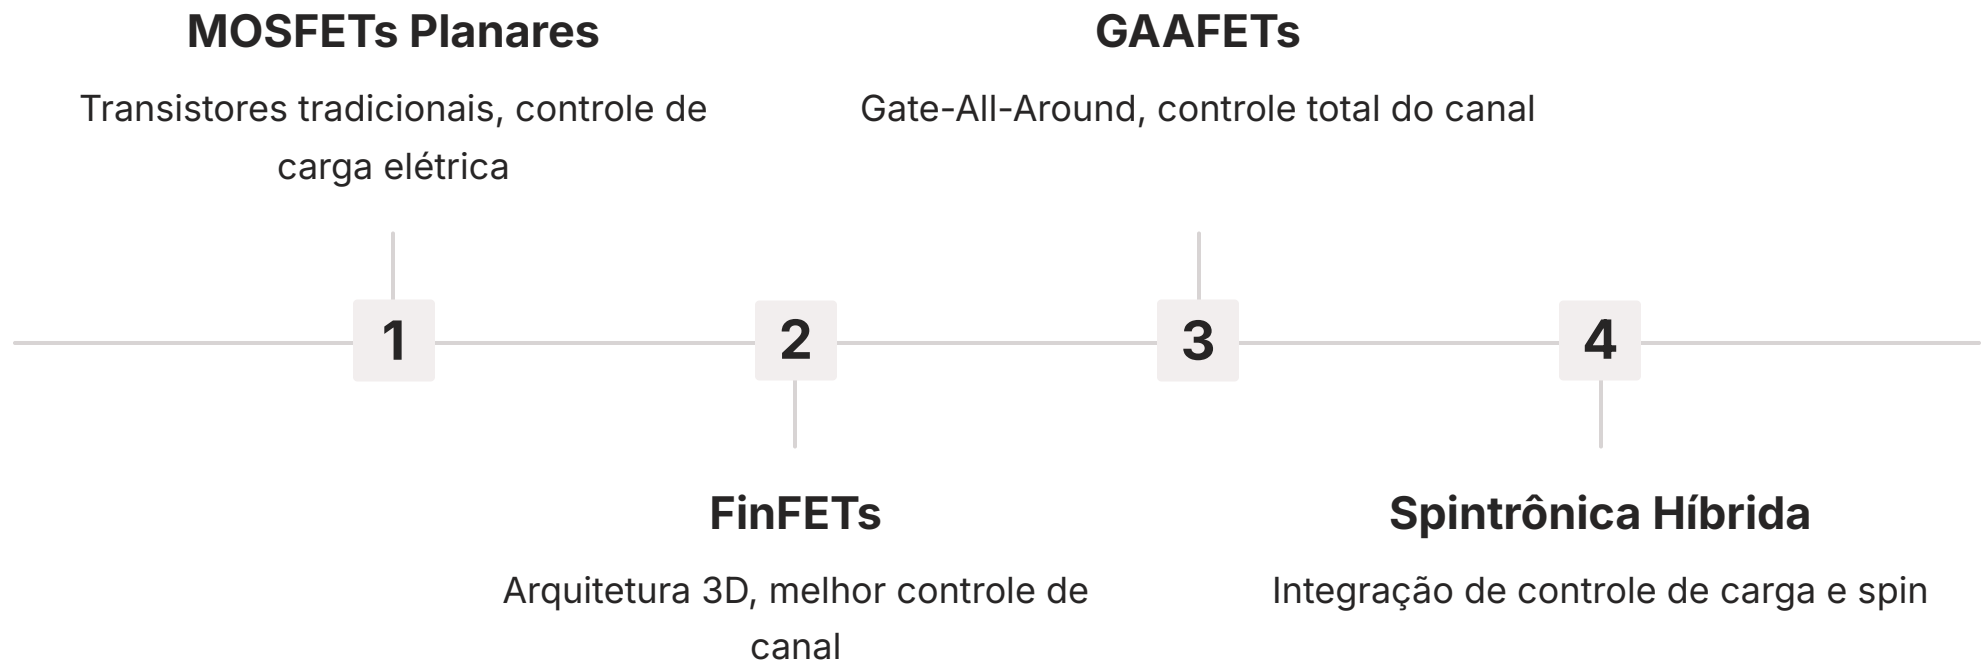 MOSFETs Planares
Transistores tradicionais, controle de
carga elétrica
GAAFETs
Gate-All-Around, controle total do canal
1
2
3
4
FinFETs
Arquitetura 3D, melhor controle de
canal
Spintrônica Híbrida
Integração de controle de carga e spin